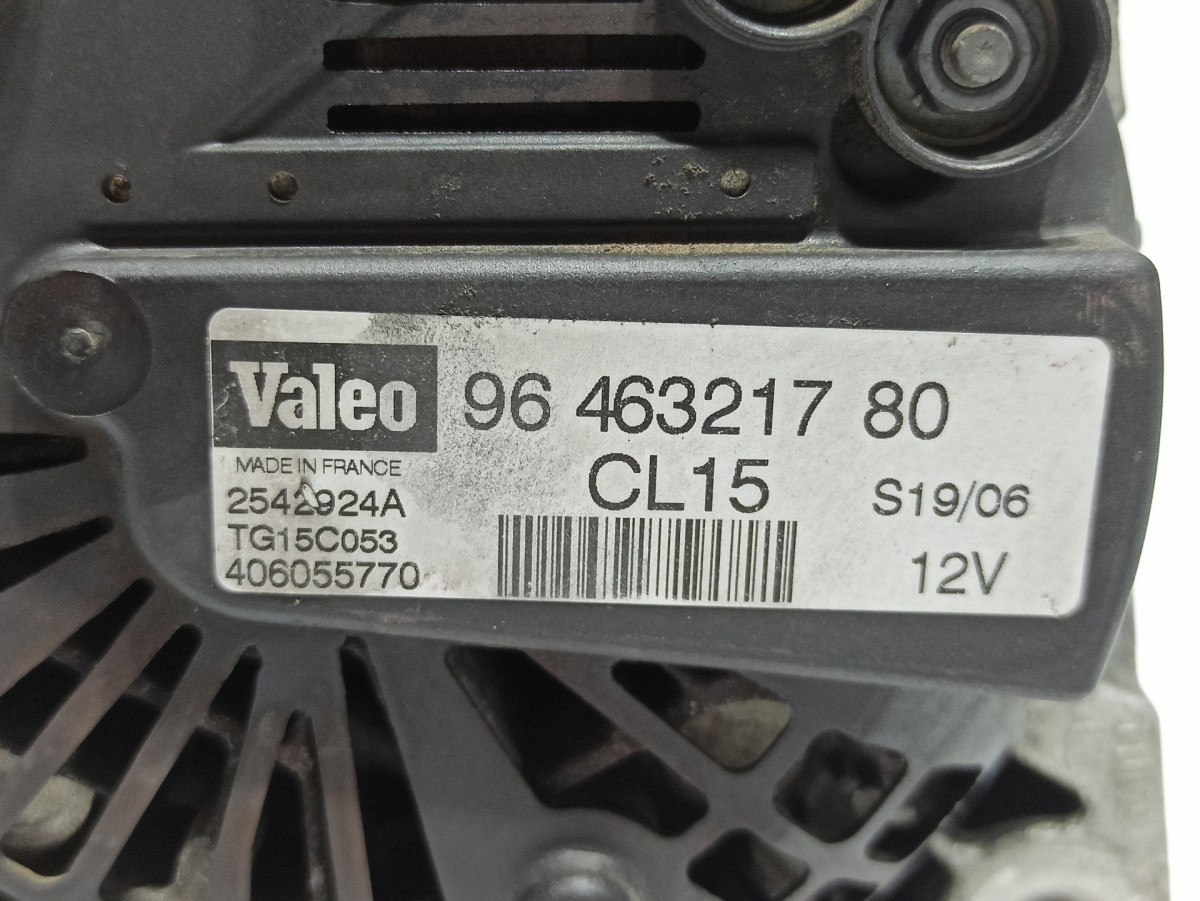 Valeo 96 463217 80
MADE IN FRANCE
CL15
S19/06
2542924A
TG15C053
406055770
12V